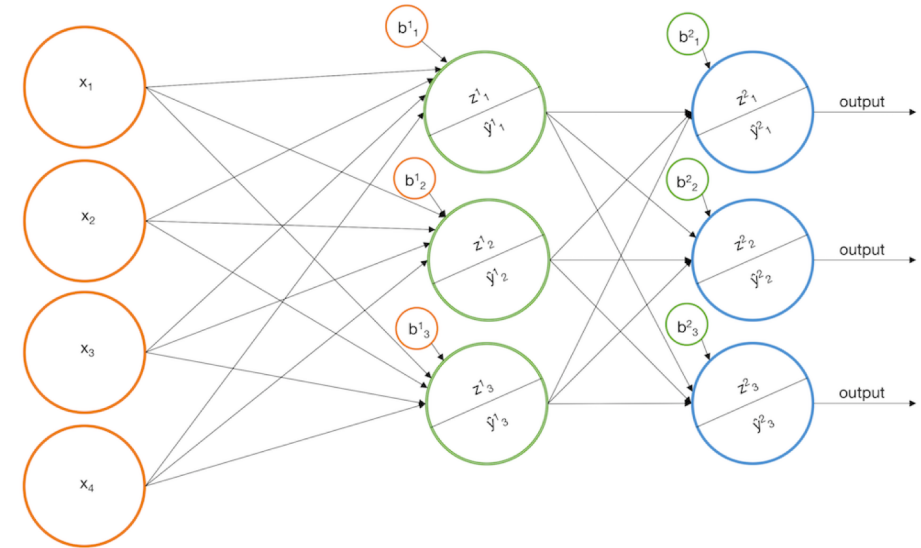 x₁
x₂
x₃
x₄
b¹₁
z¹₁
ŷ¹₁
b¹₂
z¹₂
ŷ¹₂
b¹₃
z¹₃
ŷ¹₃
b²₁
z²₁
ŷ²₁
output
b²₂
z²₂
ŷ²₂
output
b²₃
z²₃
ŷ²₃
output